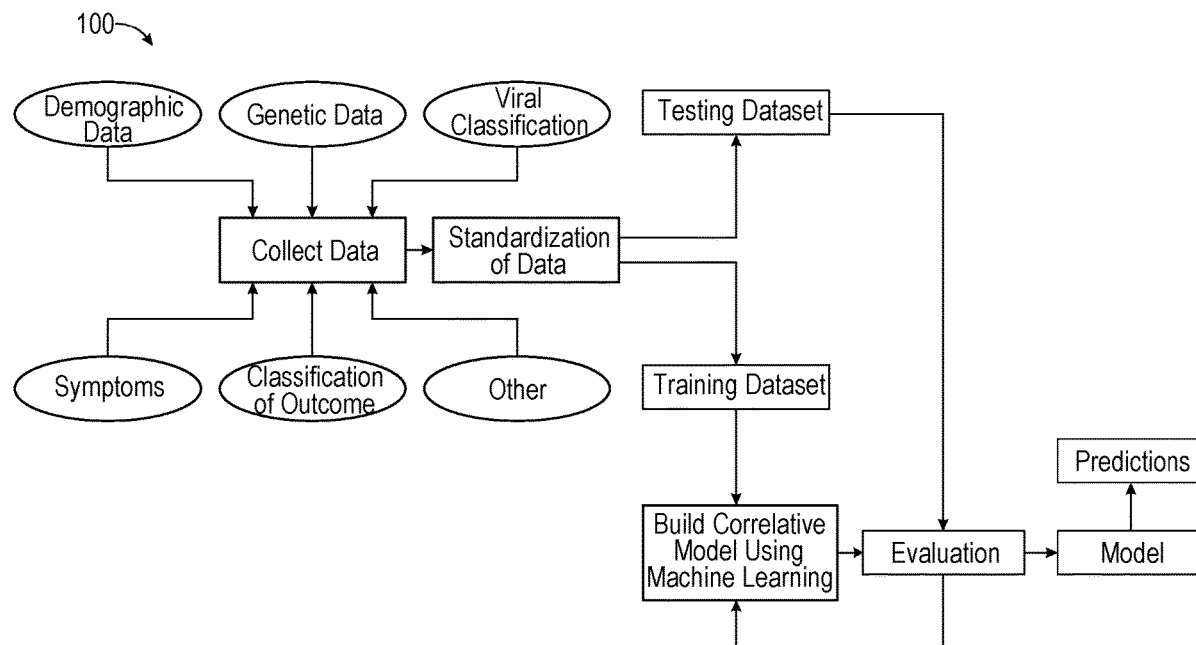 100
Demographic
Data
Genetic Data
Viral
Classification
Testing Dataset
Collect Data
Standardization
of Data
Symptoms
Classification
of Outcome
Other
Training Dataset
Predictions
Build Correlative
Model Using
Machine Learning
Evaluation
Model